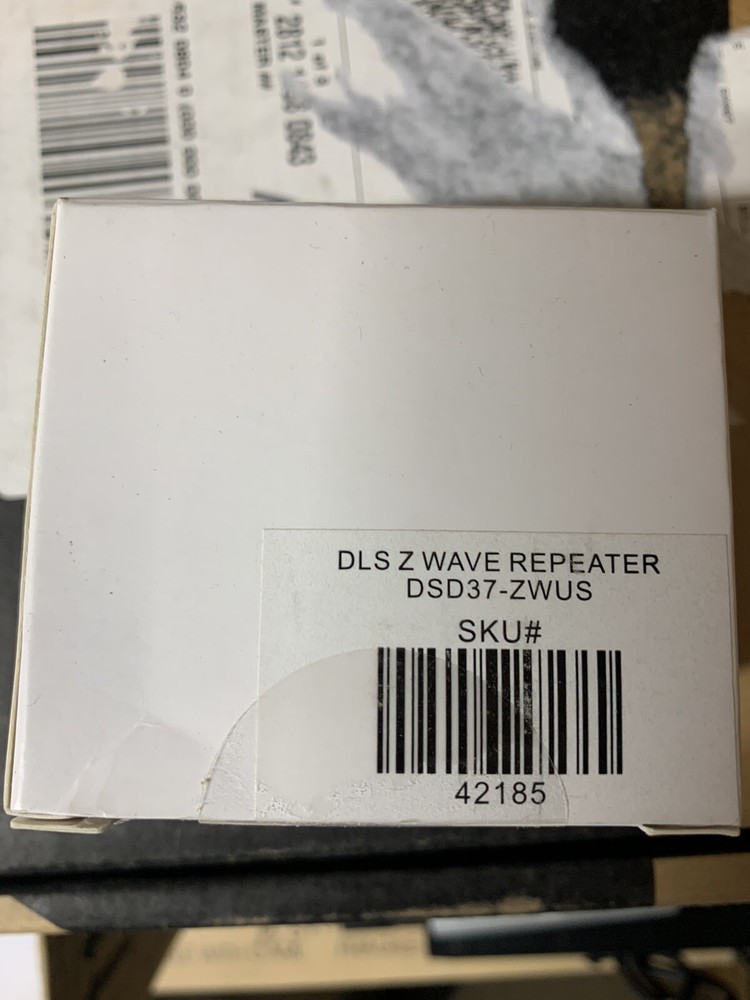 DLS Z WAVE REPEATER
DSD37-ZWUS
SKU#
42185